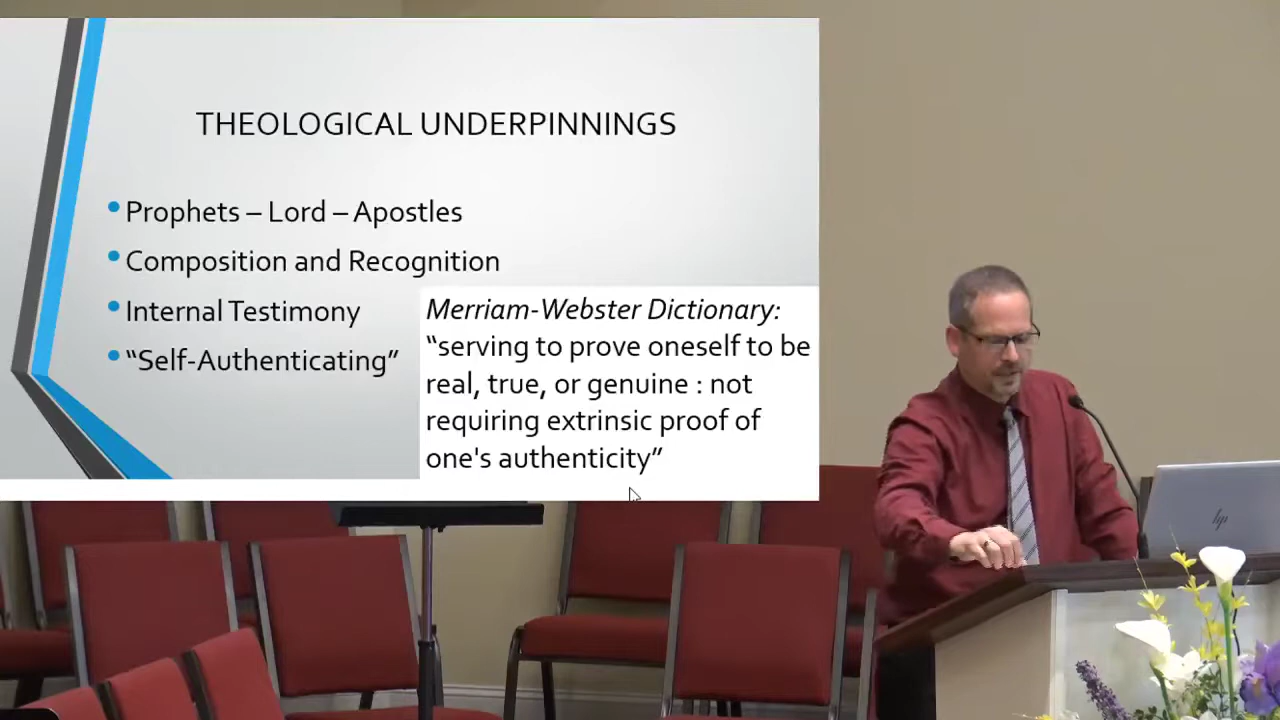 THEOLOGICAL UNDERPINNINGS
• Prophets – Lord – Apostles
• Composition and Recognition
• Internal Testimony
• “Self-Authenticating”
Merriam-Webster Dictionary:
“serving to prove oneself to be
real, true, or genuine : not
requiring extrinsic proof of
one's authenticity”
hp